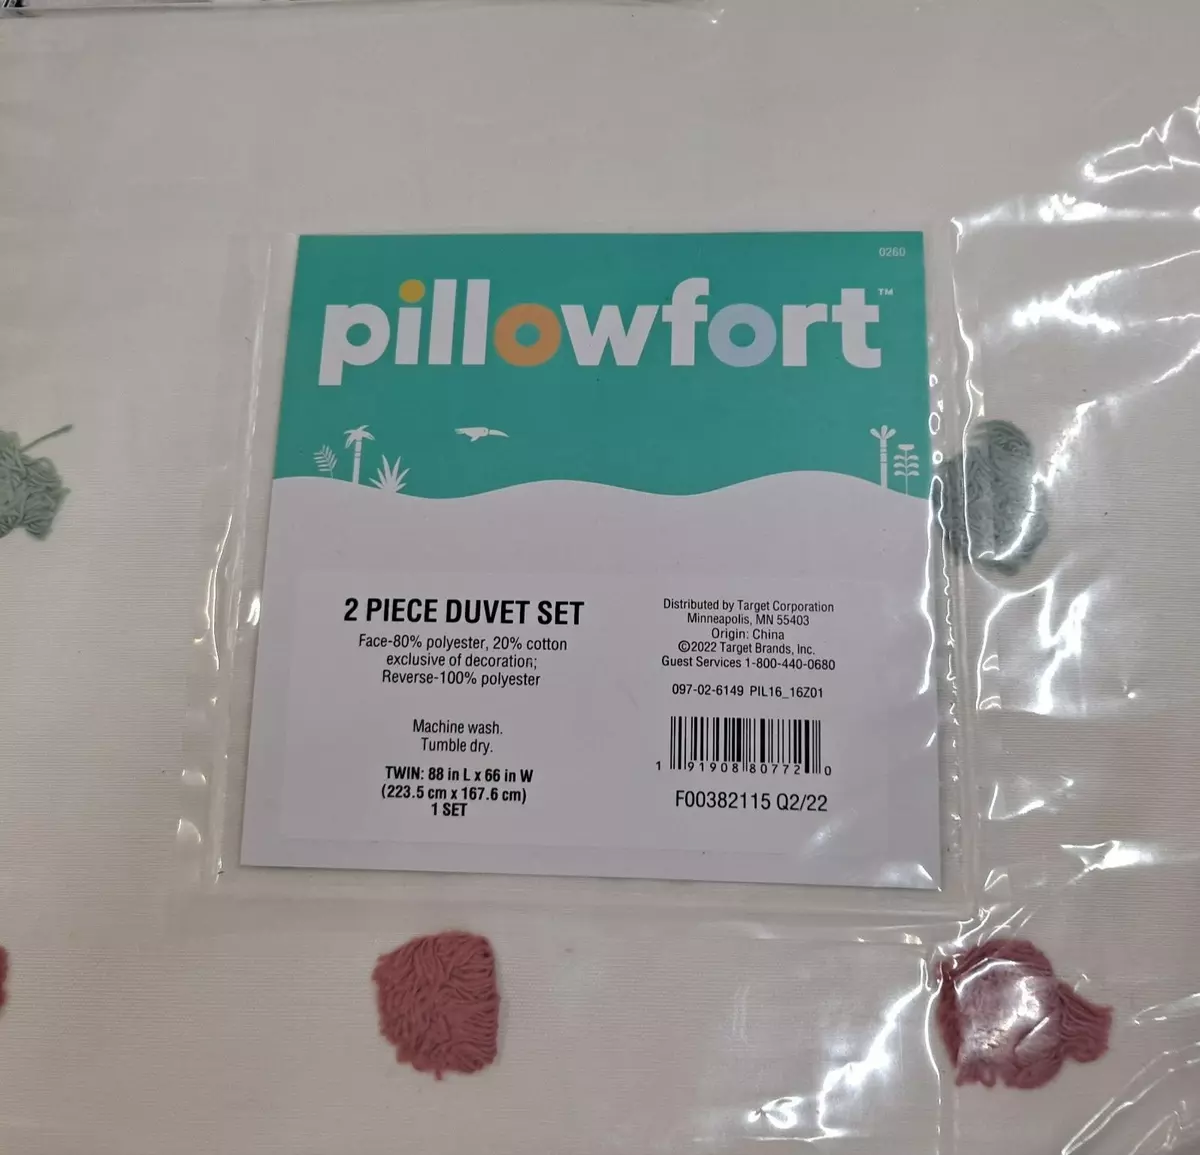 0260
pillowfort™
2 PIECE DUVET SET
Face-80% polyester, 20% cotton
exclusive of decoration;
Reverse-100% polyester
Machine wash.
Tumble dry.
TWIN: 88 in L x 66 in W
(223.5 cm x 167.6 cm)
1 SET
Distributed by Target Corporation
Minneapolis, MN 55403
Origin: China
©2022 Target Brands, Inc.
Guest Services 1-800-440-0680
097-02-6149 PIL16_16Z01
1 91908 80772 0
F00382115 Q2/22